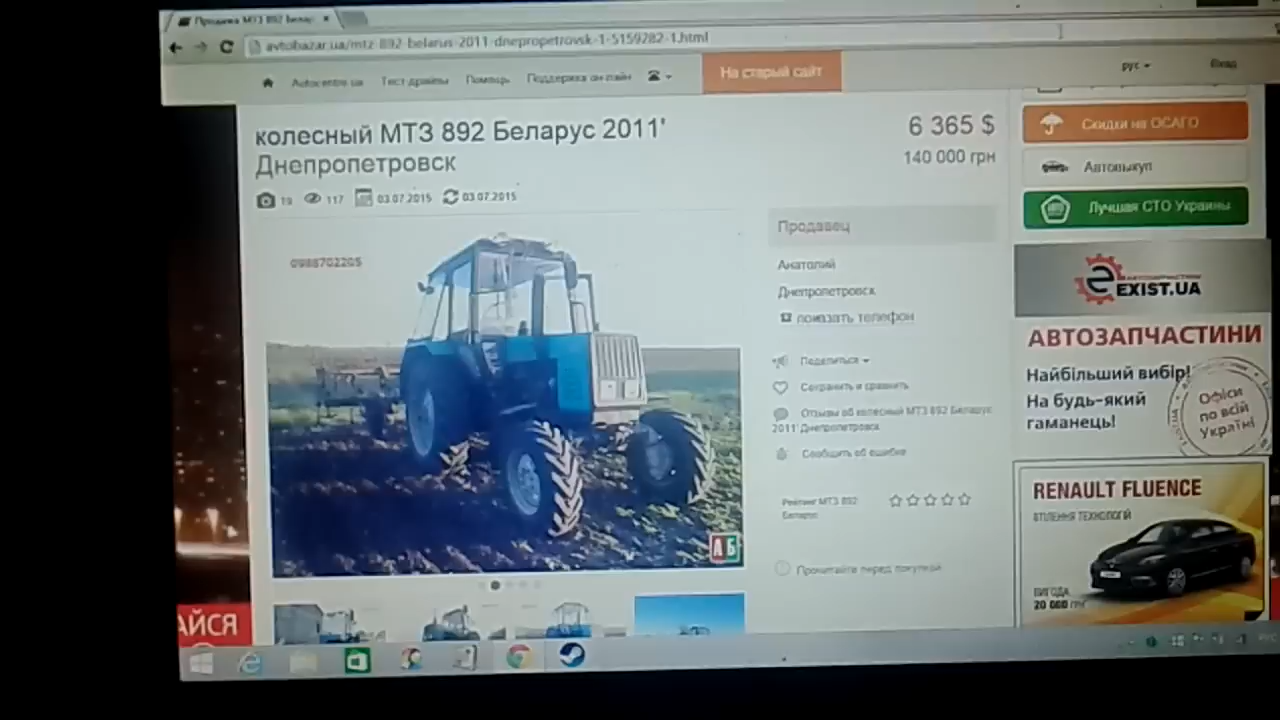 Продажа МТЗ 892 Белар
avtobazar.ua/mtz-892-belarus-2011-dnepropetrovsk-1-5159282-1.html
Autocentre.ua Тест-драйвы Помощь Поддержка он-лайн
На старый сайт
рус
Вход
колесный МТЗ 892 Беларус 2011'
Днепропетровск
6 365 $
140 000 грн
19 117 03.07.2015 03.07.2015
0988702205
АБ
Продавец
Анатолий
Днепропетровск
показать телефон
Поделиться
Сохранить и сравнить
Отзывы об колесный МТЗ 892 Беларус
2011' Днепропетровск
Сообщить об ошибке
Рейтинг МТЗ 892
Беларус
Прочитайте перед покупкой
Скидки на ОСАГО
Автовыкуп
Лучшая СТО Украины
EXIST.UA
АВТОЗАПЧАСТИНИ
Найбільший вибір!
На будь-який
гаманець!
Офіси
по всій
Україні
RENAULT FLUENCE
ВТІЛЕННЯ ТЕХНОЛОГІЙ
ВИГОДА
20 000 ГРН
АЙСЯ